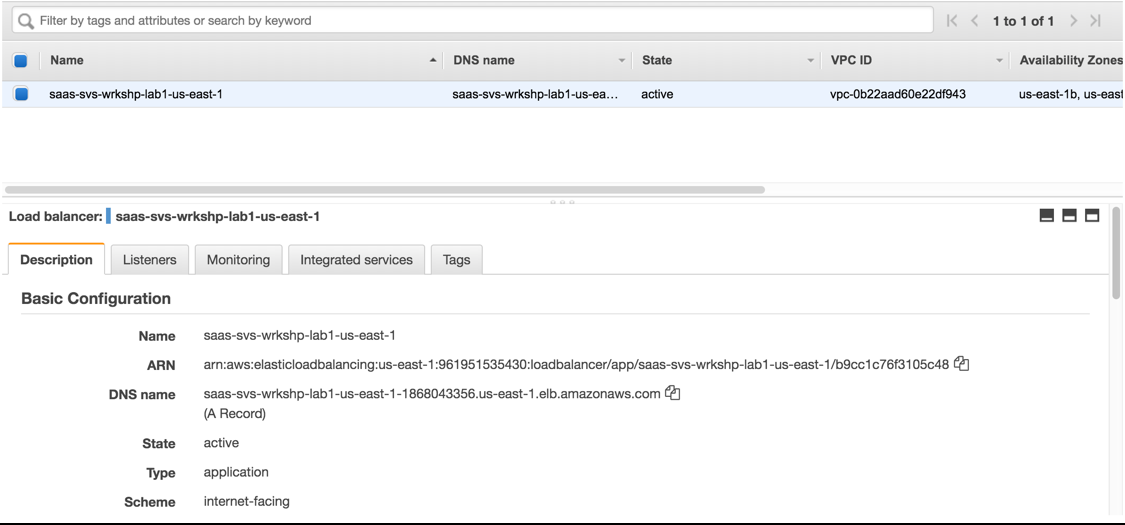 Filter by tags and attributes or search by keyword 1 to 1 of 1
Name DNS name State VPC ID Availability Zones
saas-svs-wrkshp-lab1-us-east-1 saas-svs-wrkshp-lab1-us-ea... active vpc-0b22aad60e22df943 us-east-1b, us-east
Load balancer: saas-svs-wrkshp-lab1-us-east-1
Description Listeners Monitoring Integrated services Tags
Basic Configuration
Name saas-svs-wrkshp-lab1-us-east-1
ARN arn:aws:elasticloadbalancing:us-east-1:961951535430:loadbalancer/app/saas-svs-wrkshp-lab1-us-east-1/b9cc1c76f3105c48
DNS name saas-svs-wrkshp-lab1-us-east-1-1868043356.us-east-1.elb.amazonaws.com
(A Record)
State active
Type application
Scheme internet-facing